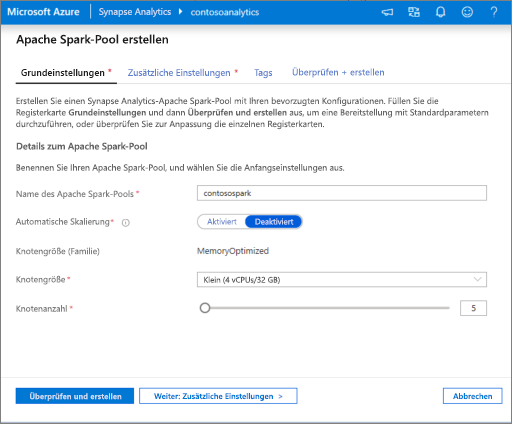 Microsoft Azure Synapse Analytics contosoanalytics
Apache Spark-Pool erstellen
Grundeinstellungen * Zusätzliche Einstellungen * Tags Überprüfen + erstellen
Erstellen Sie einen Synapse Analytics-Apache Spark-Pool mit Ihren bevorzugten Konfigurationen. Füllen Sie die
Registerkarte Grundeinstellungen und dann Überprüfen und erstellen aus, um eine Bereitstellung mit Standardparametern
durchzuführen, oder überprüfen Sie zur Anpassung die einzelnen Registerkarten.
Details zum Apache Spark-Pool
Benennen Sie Ihren Apache Spark-Pool, und wählen Sie die Anfangseinstellungen aus.
Name des Apache Spark-Pools * contosospark
Automatische Skalierung * Aktiviert Deaktiviert
Knotengröße (Familie) MemoryOptimized
Knotengröße * Klein (4 vCPUs/32 GB)
Knotenanzahl * 5
Überprüfen und erstellen Weiter: Zusätzliche Einstellungen > Abbrechen